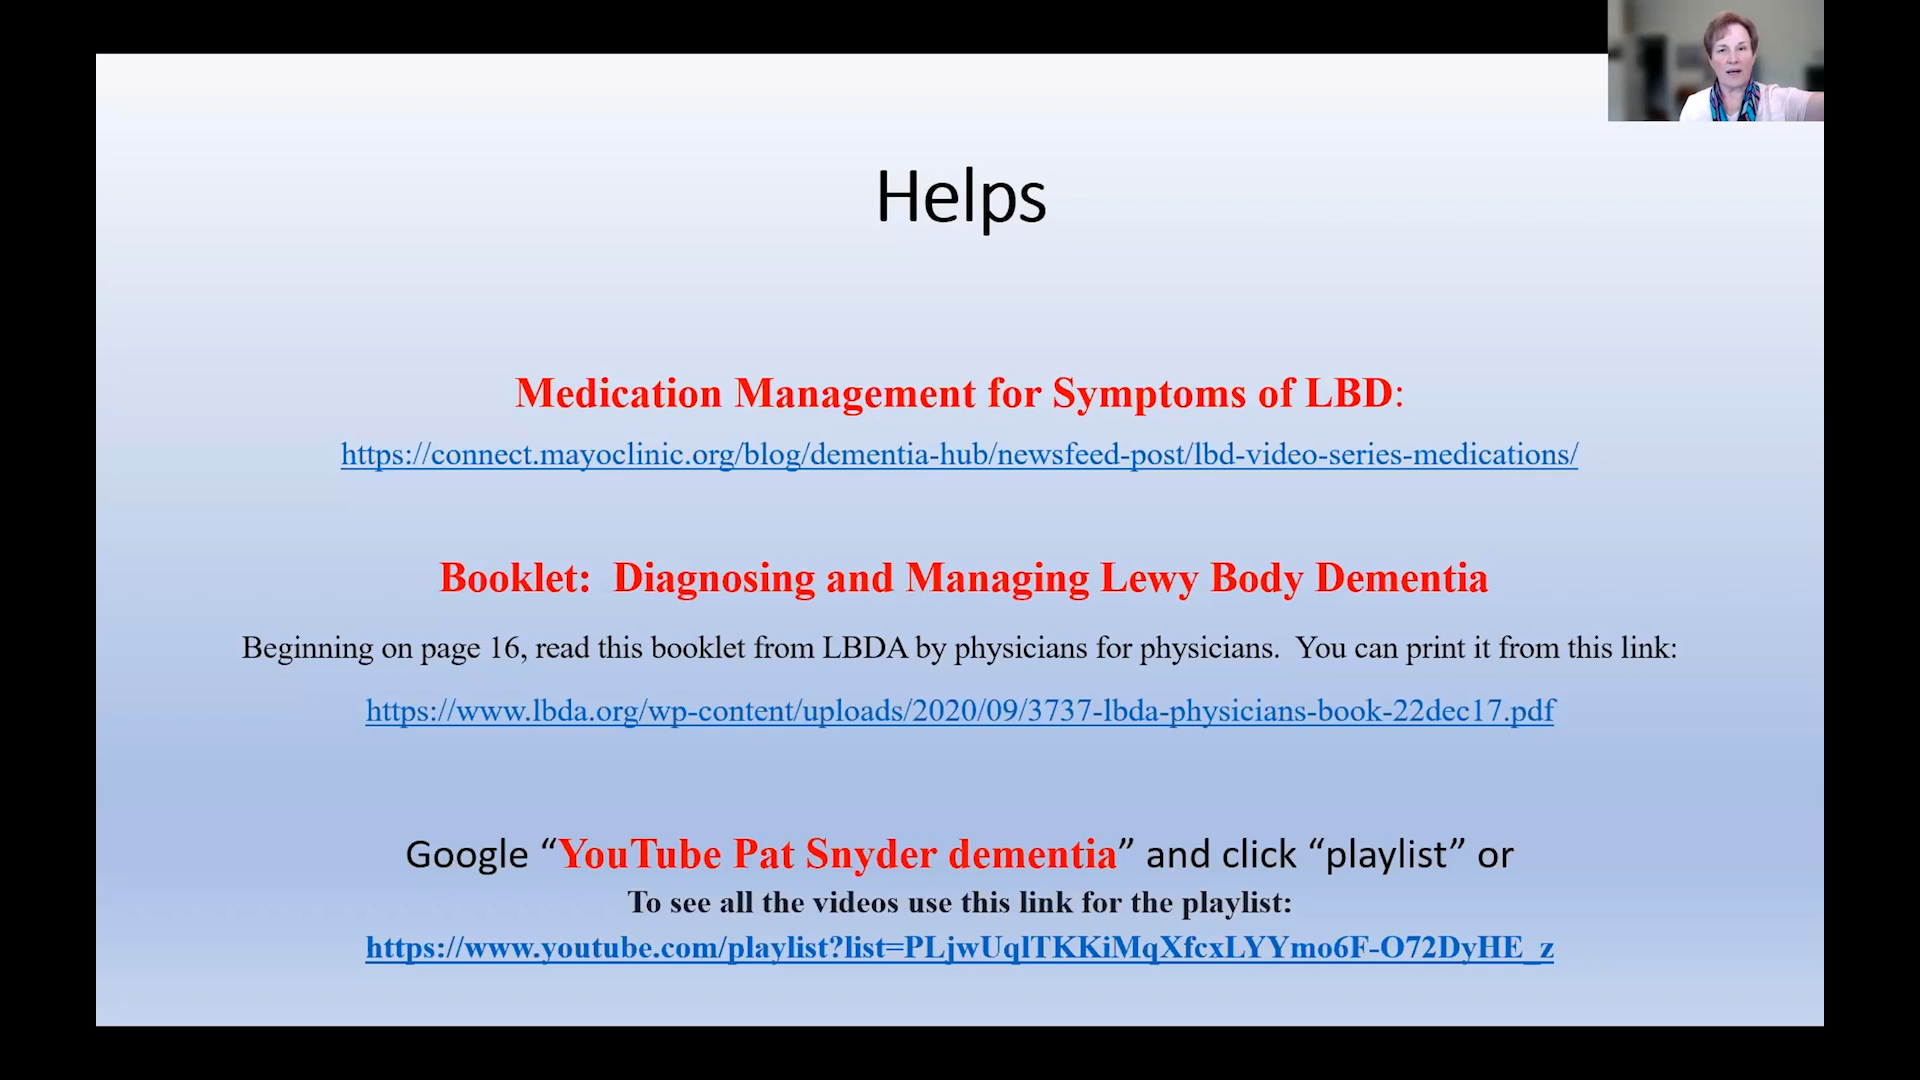 Helps
Medication Management for Symptoms of LBD:
https://connect.mayoclinic.org/blog/dementia-hub/newsfeed-post/lbd-video-series-medications/
Booklet:  Diagnosing and Managing Lewy Body Dementia
Beginning on page 16, read this booklet from LBDA by physicians for physicians.  You can print it from this link:
https://www.lbda.org/wp-content/uploads/2020/09/3737-lbda-physicians-book-22dec17.pdf
Google “YouTube Pat Snyder dementia” and click “playlist” or
To see all the videos use this link for the playlist:
https://www.youtube.com/playlist?list=PLjwUqlTKKiMqXfcxLYYmo6F-O72DyHE_z